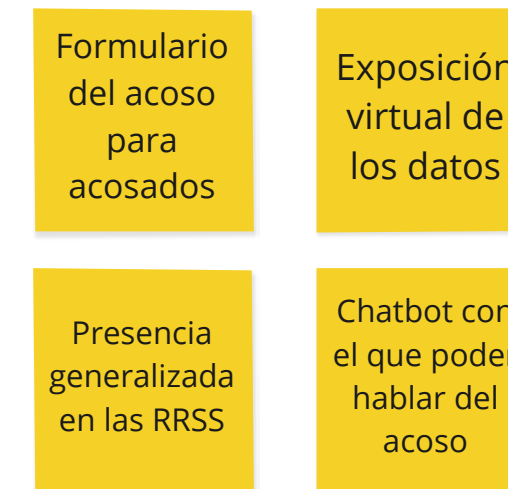 Formulario
del acoso
para
acosados
Exposición
virtual de
los datos
Presencia
generalizada
en las RRSS
Chatbot con
el que poder
hablar del
acoso